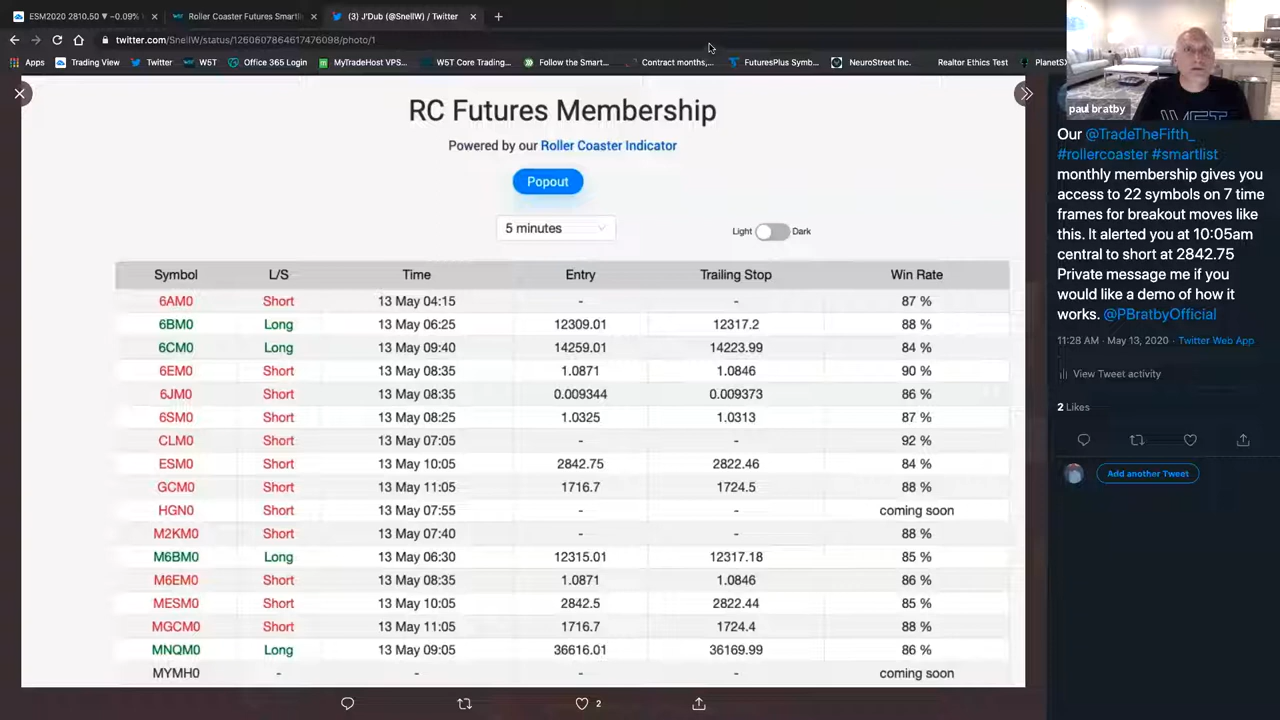 ESM2020 2810.50 ▼ −0.09%
Roller Coaster Futures Smartli
(3) J'Dub (@SnellW) / Twitter
twitter.com/SnellW/status/1260607864617476098/photo/1
Apps Trading View Twitter W5T Office 365 Login MyTradeHost VPS... W5T Core Trading... Follow the Smart... Contract months,... FuturesPlus Symb... NeuroStreet Inc. Realtor Ethics Test PlanetS
paul bratby
RC Futures Membership
Powered by our Roller Coaster Indicator
Popout
5 minutes
Light Dark
Symbol L/S Time Entry Trailing Stop Win Rate
6AM0 Short 13 May 04:15 - - 87 %
6BM0 Long 13 May 06:25 12309.01 12317.2 88 %
6CM0 Long 13 May 09:40 14259.01 14223.99 84 %
6EM0 Short 13 May 08:35 1.0871 1.0846 90 %
6JM0 Short 13 May 08:35 0.009344 0.009373 86 %
6SM0 Short 13 May 08:25 1.0325 1.0313 87 %
CLM0 Short 13 May 07:05 - - 92 %
ESM0 Short 13 May 10:05 2842.75 2822.46 84 %
GCM0 Short 13 May 11:05 1716.7 1724.5 88 %
HGN0 Short 13 May 07:55 - - coming soon
M2KM0 Short 13 May 07:40 - - 88 %
M6BM0 Long 13 May 06:30 12315.01 12317.18 85 %
M6EM0 Short 13 May 08:35 1.0871 1.0846 86 %
MESM0 Short 13 May 10:05 2842.5 2822.44 85 %
MGCM0 Short 13 May 11:05 1716.7 1724.4 88 %
MNQM0 Long 13 May 09:05 36616.01 36169.99 86 %
MYMH0 - - - - coming soon
2
Our @TradeTheFifth_
#rollercoaster #smartlist
monthly membership gives you
access to 22 symbols on 7 time
frames for breakout moves like
this. It alerted you at 10:05am
central to short at 2842.75
Private message me if you
would like a demo of how it
works. @PBratbyOfficial
11:28 AM · May 13, 2020 · Twitter Web App
View Tweet activity
2 Likes
Add another Tweet